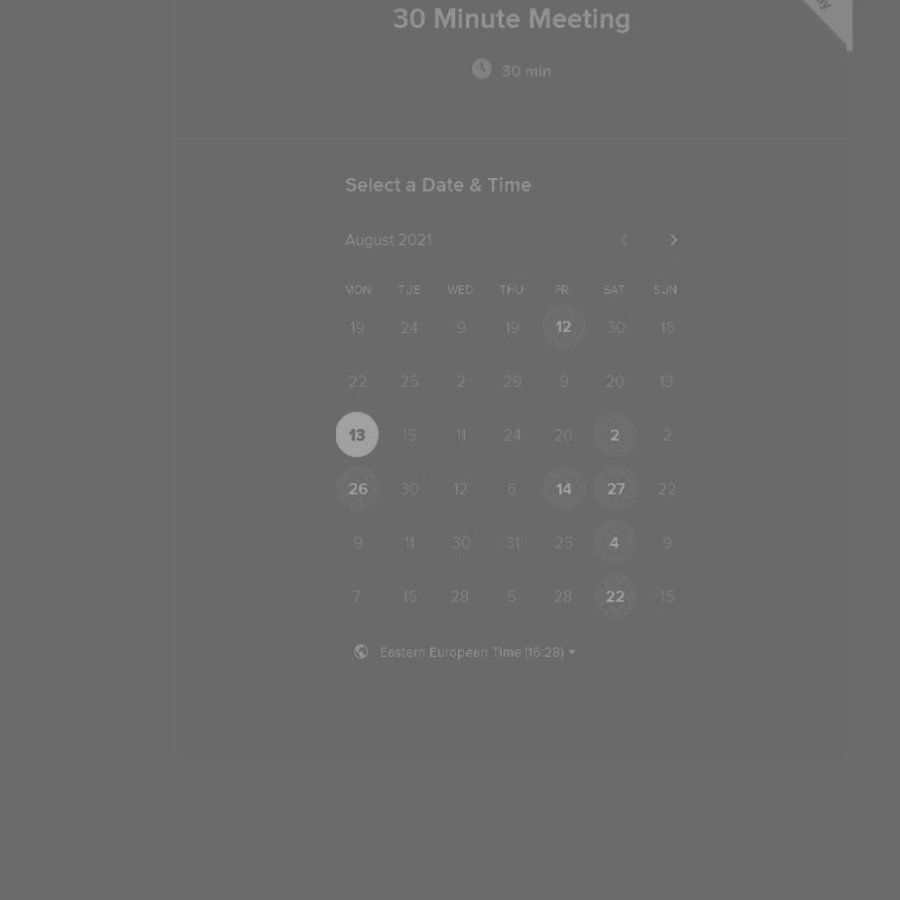 30 Minute Meeting
30 min
Select a Date & Time
August 2021
MON TUE WED THU FRI SAT SUN
19 24 9 19 12 30 15
22 25 2 29 9 20 13
13 15 11 24 20 2 2
26 30 12 6 14 27 22
9 11 30 31 25 4 9
7 16 28 5 28 22 15
Eastern European Time (16:28)